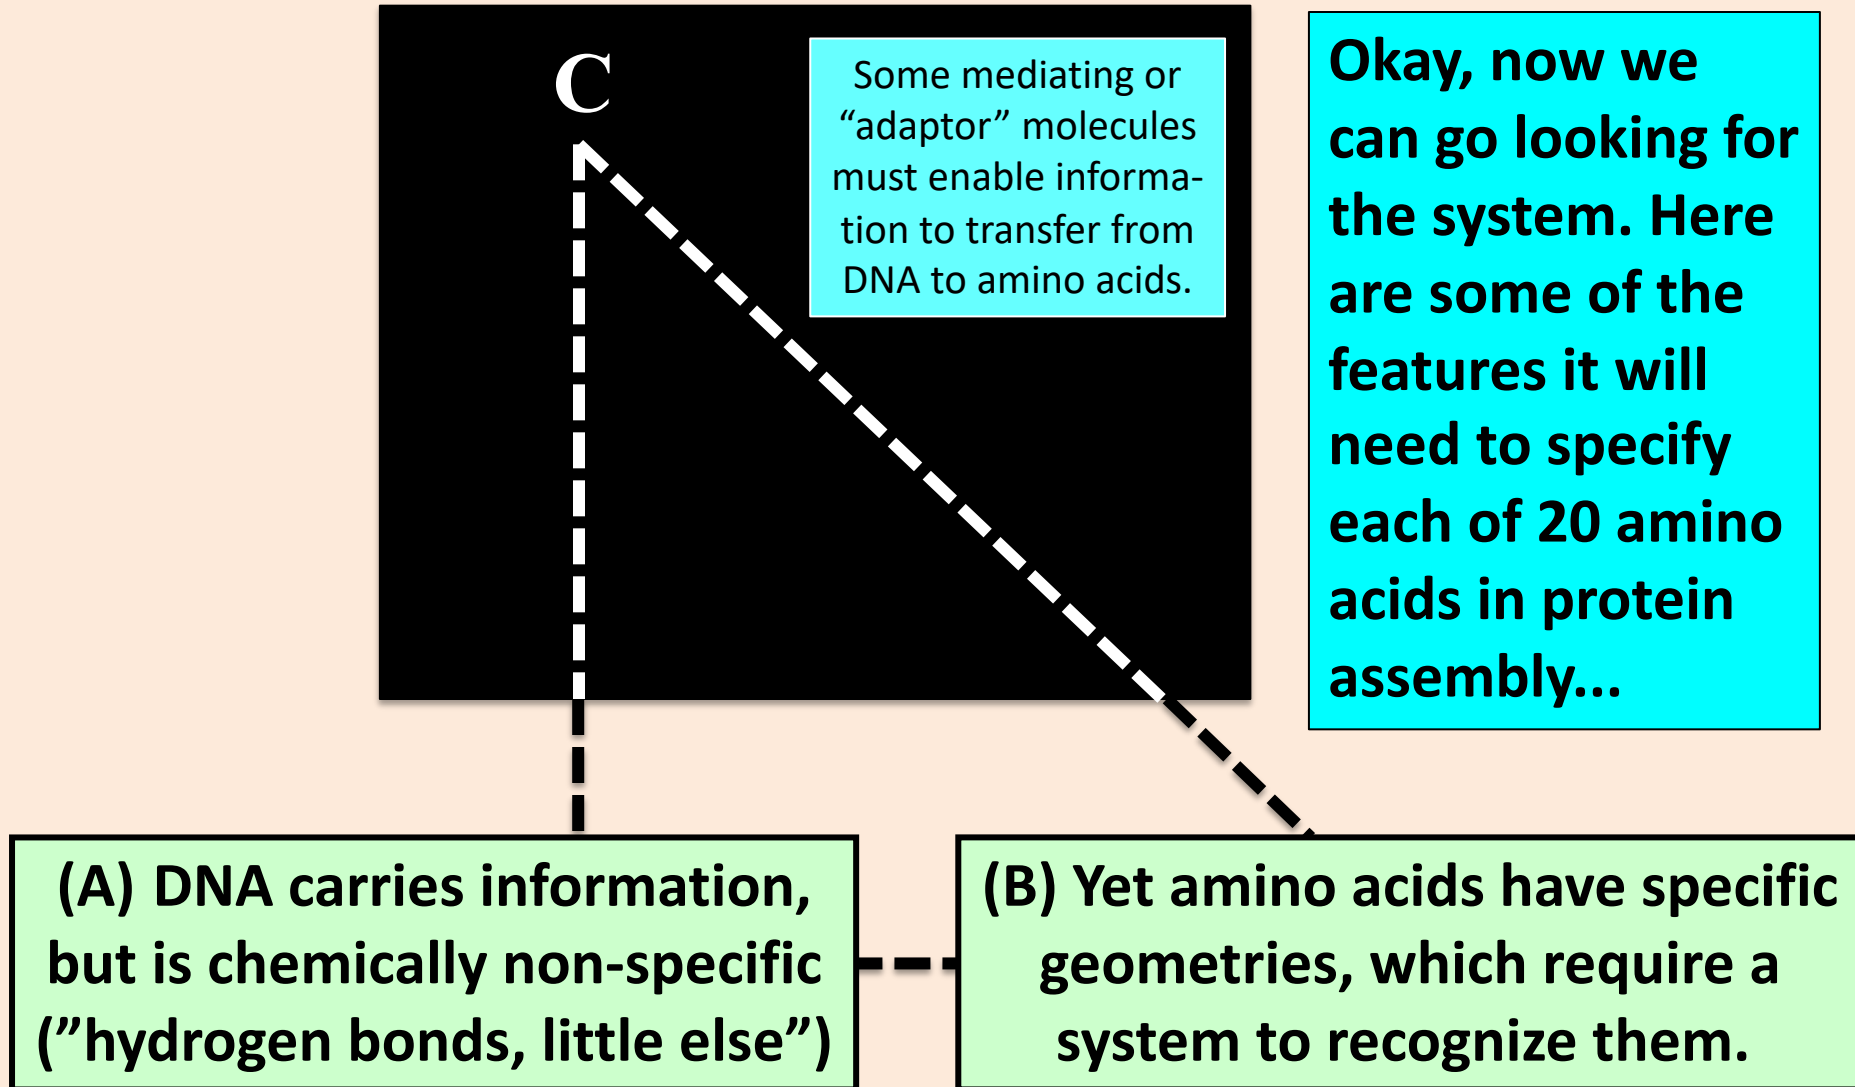 C
Some mediating or
“adaptor” molecules
must enable informa-
tion to transfer from
DNA to amino acids.
Okay, now we
can go looking for
the system. Here
are some of the
features it will
need to specify
each of 20 amino
acids in protein
assembly...
(A) DNA carries information,
but is chemically non-specific
(”hydrogen bonds, little else”)
(B) Yet amino acids have specific
geometries, which require a
system to recognize them.